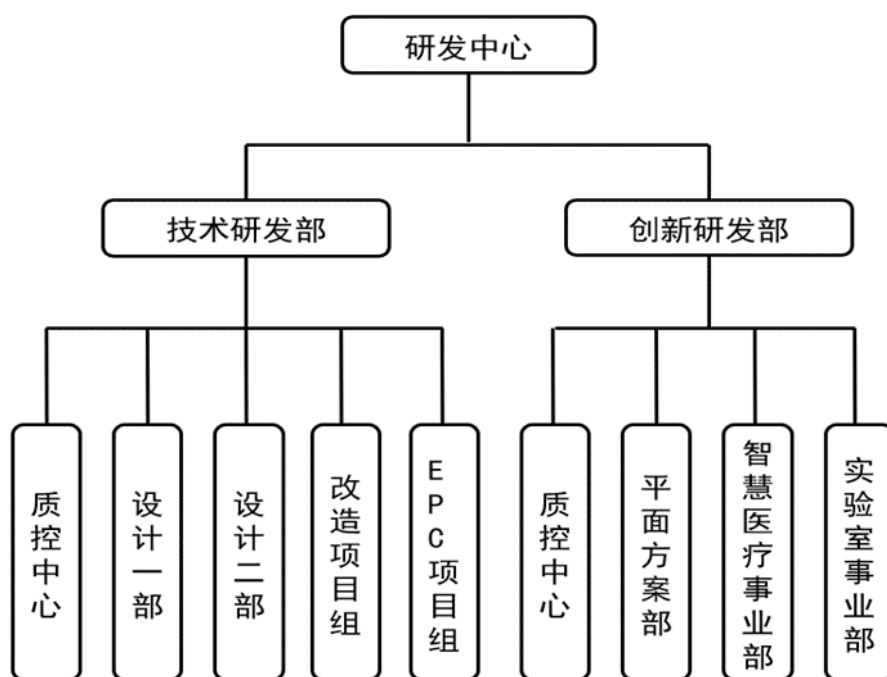 研发中心
技术研发部
创新研发部
质控中心
设计一部
设计二部
改造项目组
EPC项目组
质控中心
平面方案部
智慧医疗事业部
实验室事业部